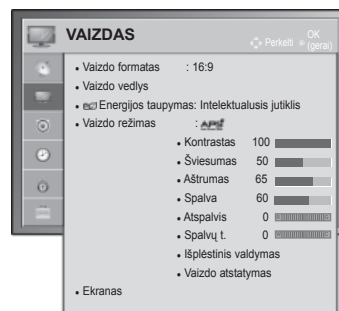 VAIZDAS
Perkelti
OK
(gerai)
• Vaizdo formatas : 16:9
• Vaizdo vedlys
• Energijos taupymas: Intelektualusis jutiklis
• Vaizdo režimas :
• Kontrastas 100
• Šviesumas 50
• Aštrumas 65
• Spalva 60
• Atspalvis 0
• Spalvų t. 0
• Išplėstinis valdymas
• Vaizdo atstatymas
• Ekranas